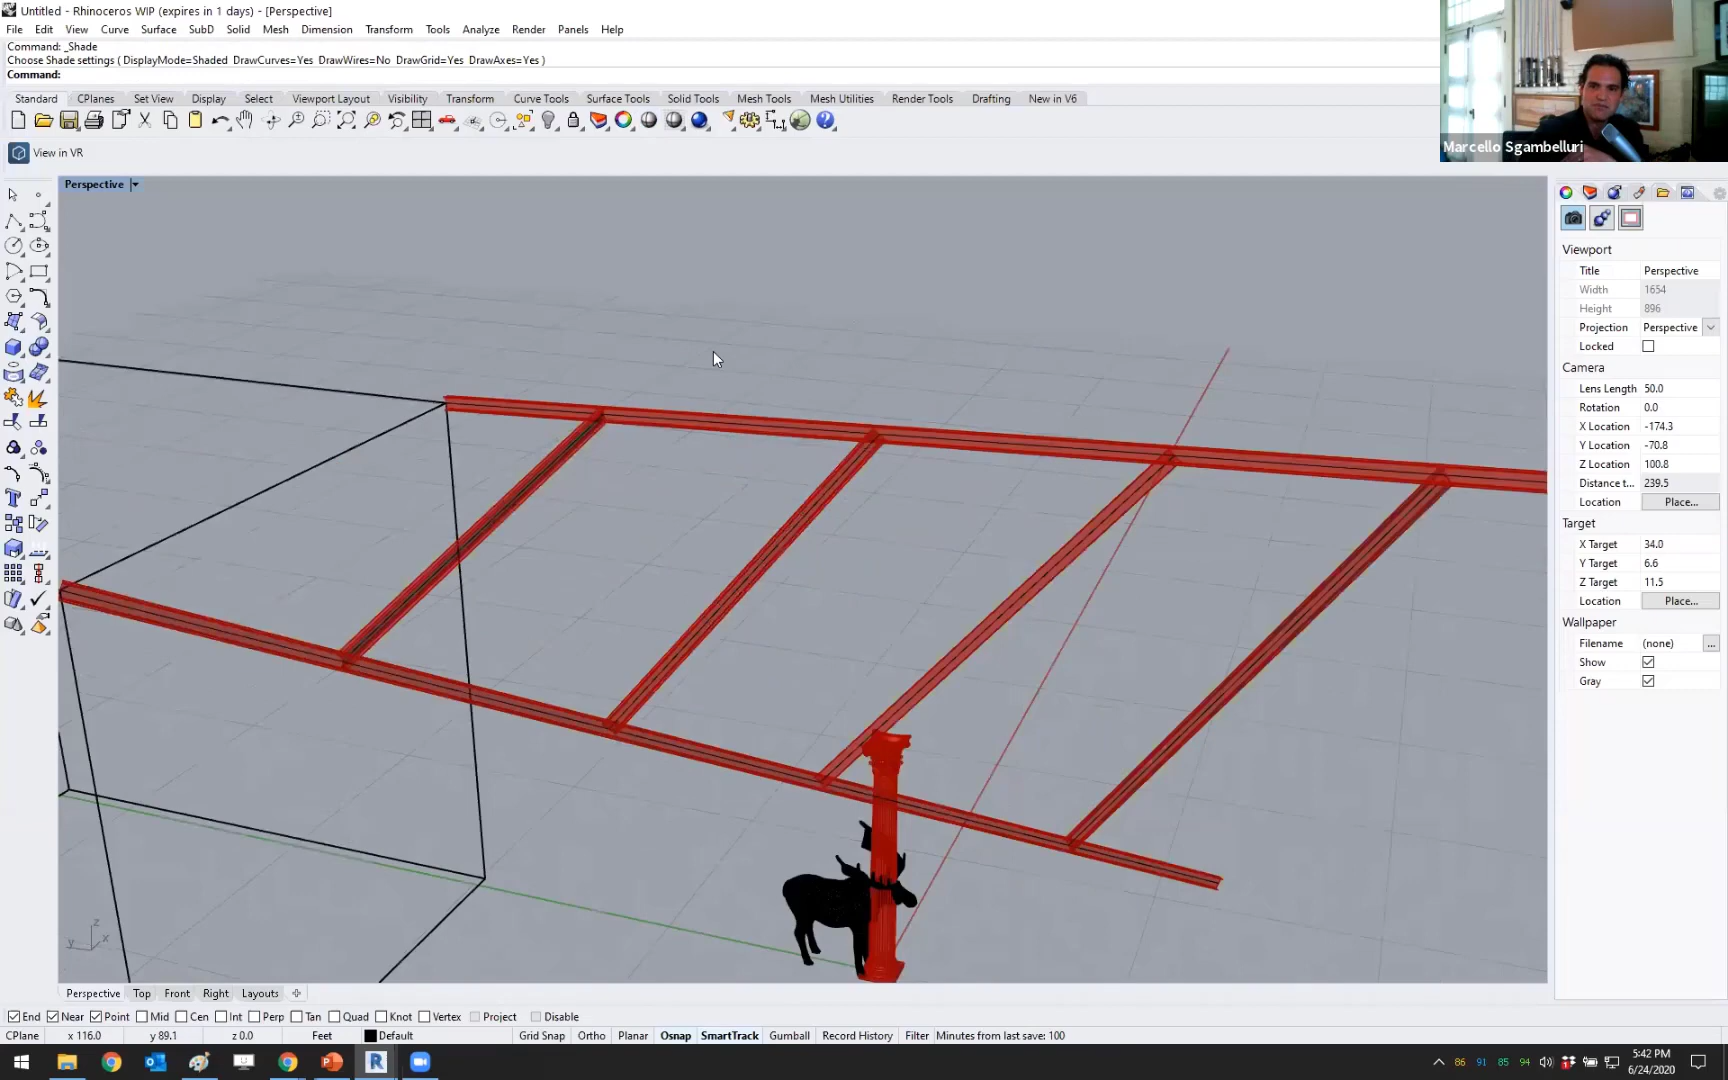 Untitled - Rhinoceros WIP (expires in 1 days) - [Perspective]
File Edit View Curve Surface SubD Solid Mesh Dimension Transform Tools Analyze Render Panels Help
Command: _Shade
Choose Shade settings ( DisplayMode=Shaded DrawCurves=Yes DrawWires=No DrawGrid=Yes DrawAxes=Yes )
Command:
Standard CPlanes Set View Display Select Viewport Layout Visibility Transform Curve Tools Surface Tools Solid Tools Mesh Tools Mesh Utilities Render Tools Drafting New in V6
Marcello Sgambelluri
View in VR
Perspective
Viewport
Title Perspective
Width 1654
Height 896
Projection Perspective
Locked
Camera
Lens Length 50.0
Rotation 0.0
X Location -174.3
Y Location -70.8
Z Location 100.8
Distance t... 239.5
Location Place...
Target
X Target 34.0
Y Target 6.6
Z Target 11.5
Location Place...
Wallpaper
Filename (none) ...
Show
Gray
z
y x
Perspective Top Front Right Layouts
End Near Point Mid Cen Int Perp Tan Quad Knot Vertex Project Disable
CPlane x 116.0 y 89.1 z 0.0 Feet Default Grid Snap Ortho Planar Osnap SmartTrack Gumball Record History Filter Minutes from last save: 100
86 91 85 94 5:42 PM
6/24/2020